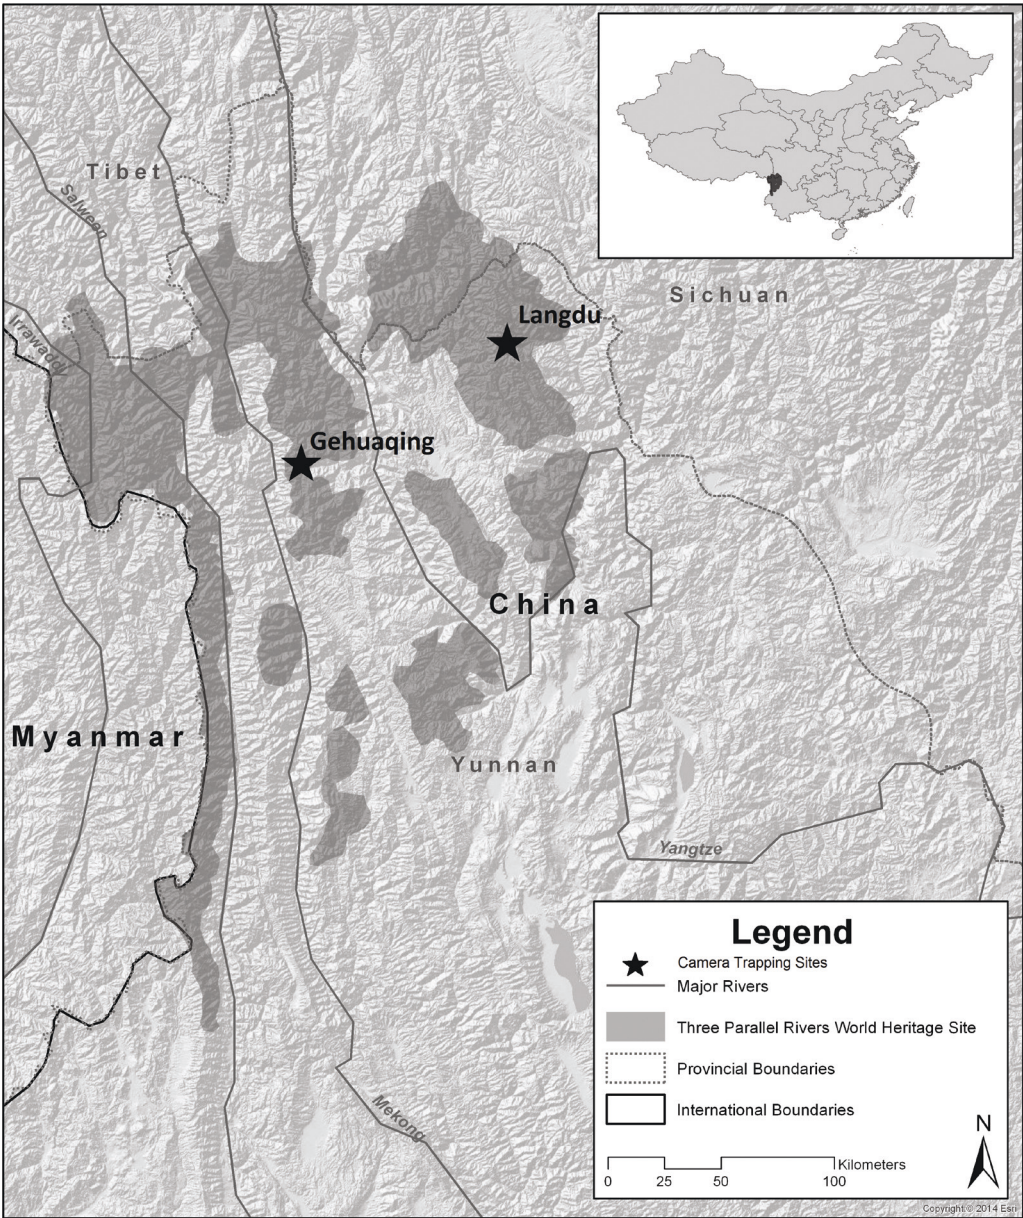 Tibet
Salween
Sichuan
Langdu
Irrawaddy
Gehuaqing
China
Myanmar
Yunnan
Yangtze
Mekong
Legend
Camera Trapping Sites
Major Rivers
Three Parallel Rivers World Heritage Site
Provincial Boundaries
International Boundaries
N
Kilometers
0 25 50 100
Copyright:© 2014 Esri